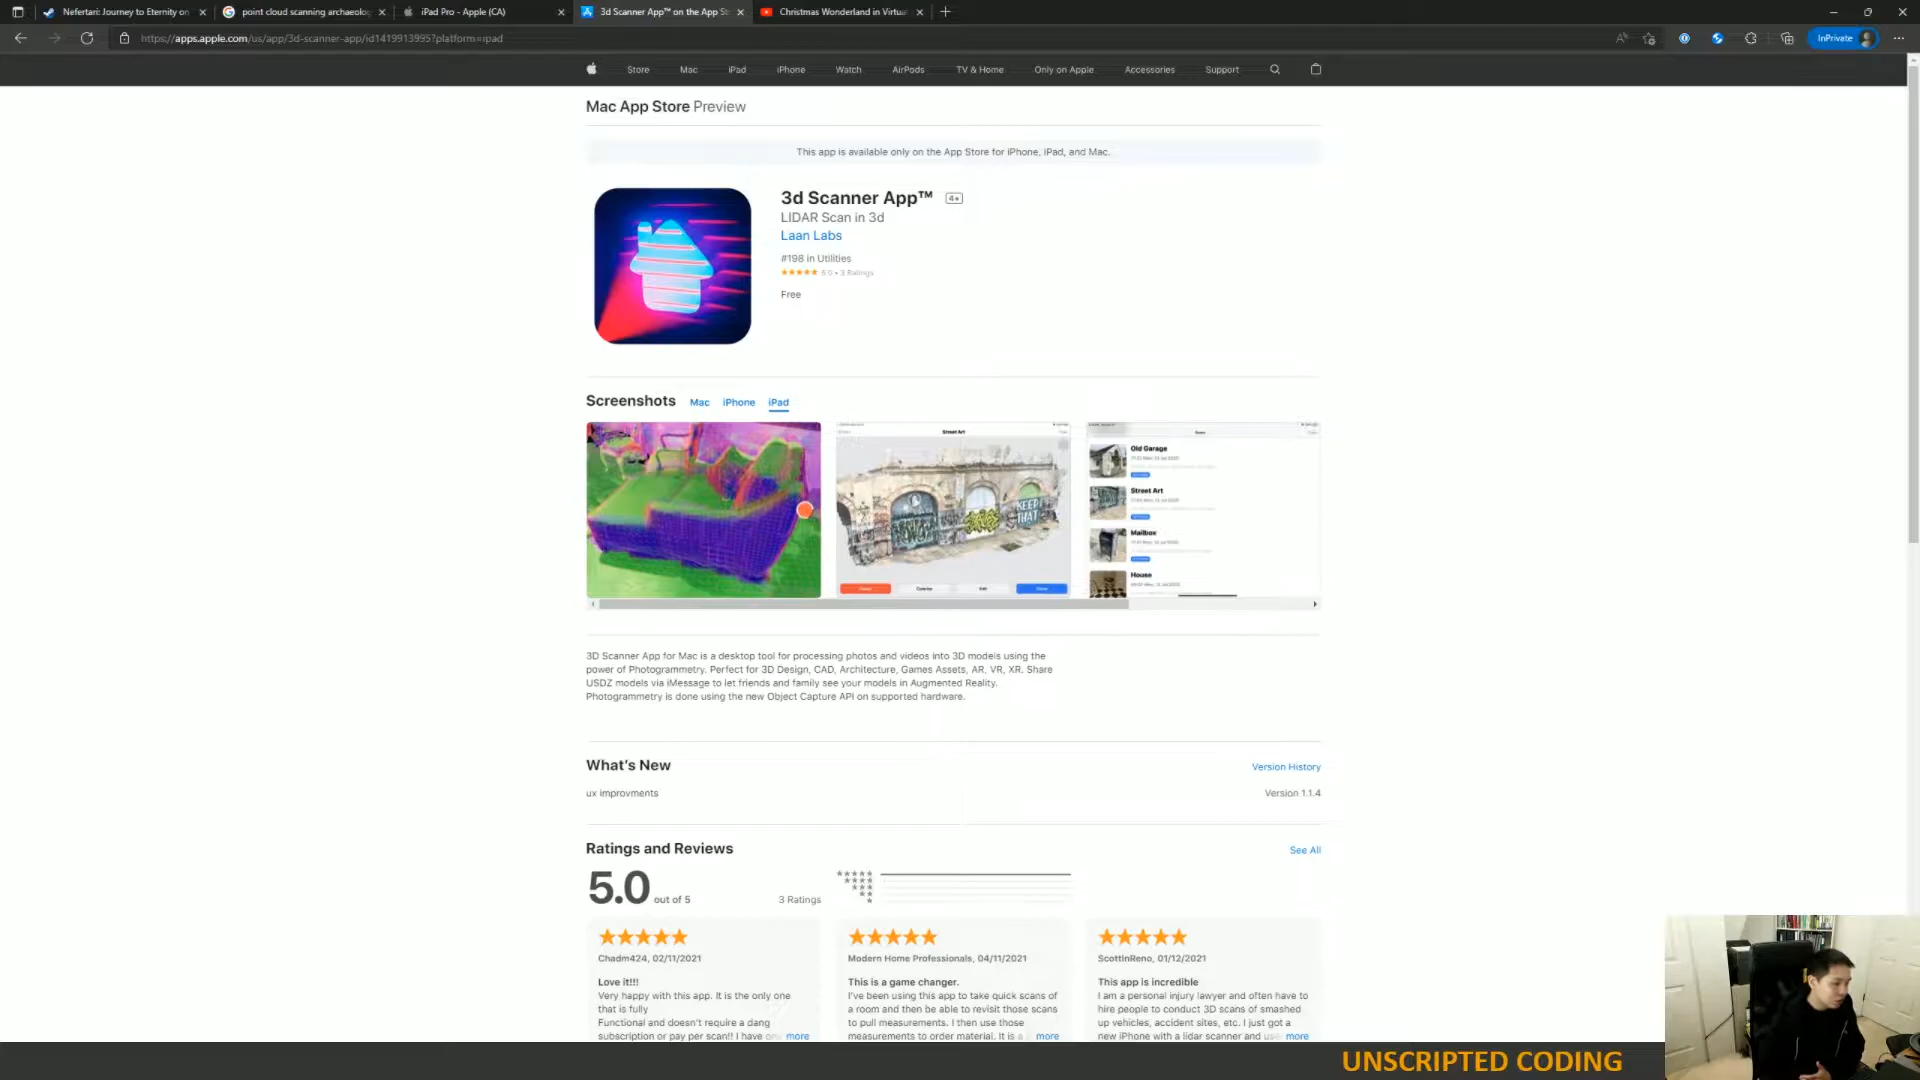 Nefertari: Journey to Eternity on
point cloud scanning archaeolog
iPad Pro - Apple (CA)
3d Scanner App™ on the App St
Christmas Wonderland in Virtua
https://apps.apple.com/us/app/3d-scanner-app/id1419913995?platform=ipad
InPrivate
Store Mac iPad iPhone Watch AirPods TV & Home Only on Apple Accessories Support
Mac App Store Preview
This app is available only on the App Store for iPhone, iPad, and Mac.
3d Scanner App™ 4+
LIDAR Scan in 3d
Laan Labs
#198 in Utilities
★★★★★ 5.0 • 3 Ratings
Free
Screenshots Mac iPhone iPad
Street Art
KEEP THAT
Edit
Old Garage
Street Art
Mailbox
House
3D Scanner App for Mac is a desktop tool for processing photos and videos into 3D models using the
power of Photogrammetry. Perfect for 3D Design, CAD, Architecture, Games Assets, AR, VR, XR. Share
USDZ models via iMessage to let friends and family see your models in Augmented Reality.
Photogrammetry is done using the new Object Capture API on supported hardware.
What's New
Version History
ux improvments
Version 1.1.4
Ratings and Reviews
See All
5.0 out of 5
3 Ratings
Chadm424, 02/11/2021
Love it!!!
Very happy with this app. It is the only one
that is fully
Functional and doesn't require a dang
subscription or pay per scan!! I have more
Modern Home Professionals, 04/11/2021
This is a game changer.
I've been using this app to take quick scans of
a room and then be able to revisit those scans
to pull measurements. I then use those
measurements to order material. It is a more
ScottInReno, 01/12/2021
This app is incredible
I am a personal injury lawyer and often have to
hire people to conduct 3D scans of smashed
up vehicles, accident sites, etc. I just got a
new iPhone with a lidar scanner and more
UNSCRIPTED CODING